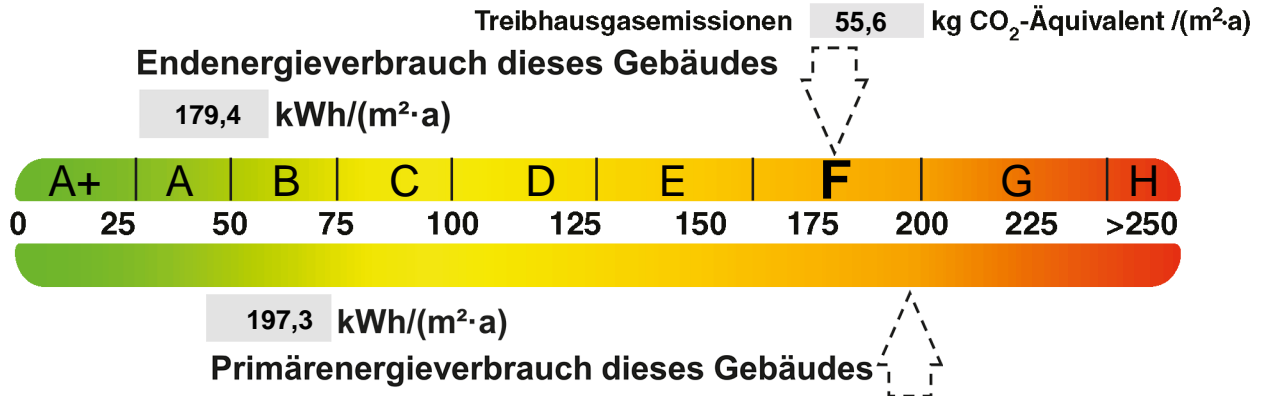 Treibhausgasemissionen 55,6 kg CO₂-Äquivalent /(m²·a)
Endenergieverbrauch dieses Gebäudes
179,4 kWh/(m²·a)
A+ A B C D E F G H
0 25 50 75 100 125 150 175 200 225 >250
197,3 kWh/(m²·a)
Primärenergieverbrauch dieses Gebäudes